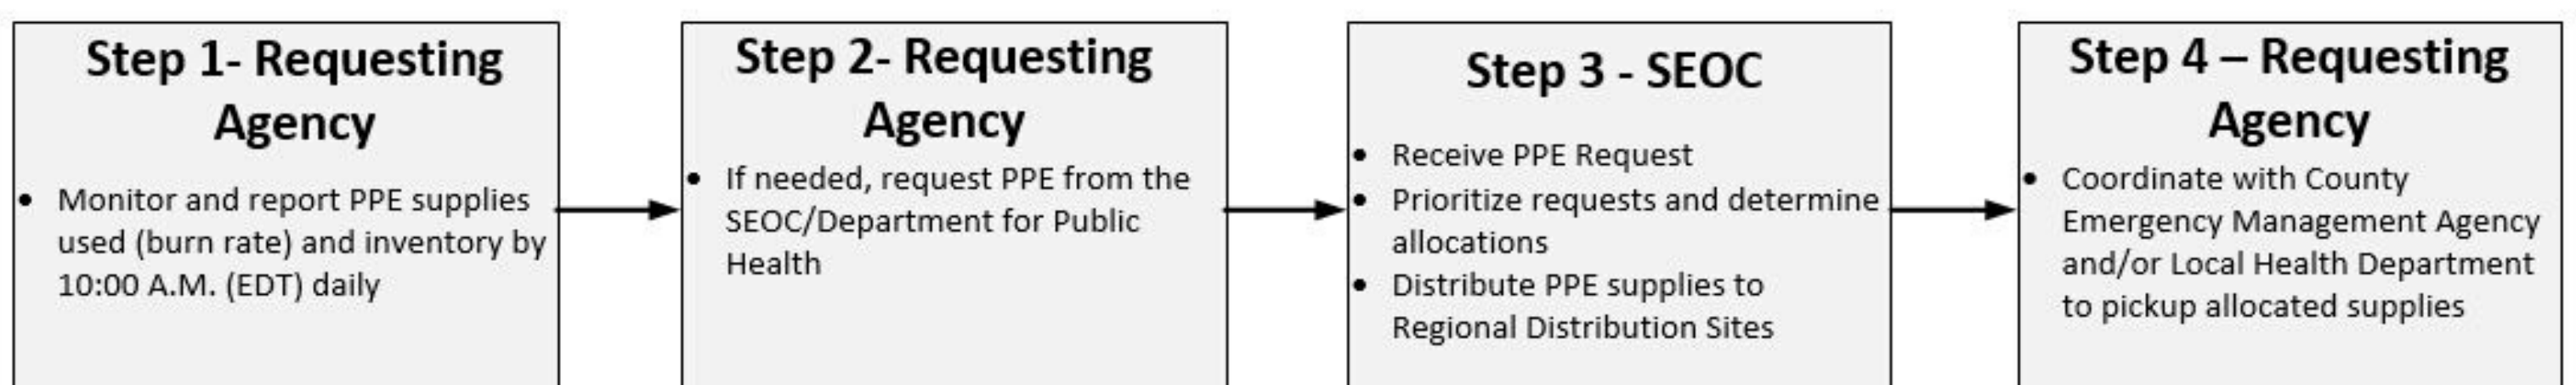 Step 1- Requesting
Agency
• Monitor and report PPE supplies
used (burn rate) and inventory by
10:00 A.M. (EDT) daily
Step 2- Requesting
Agency
• If needed, request PPE from the
SEOC/Department for Public
Health
Step 3 - SEOC
• Receive PPE Request
• Prioritize requests and determine
allocations
• Distribute PPE supplies to
Regional Distribution Sites
Step 4 – Requesting
Agency
• Coordinate with County
Emergency Management Agency
and/or Local Health Department
to pickup allocated supplies